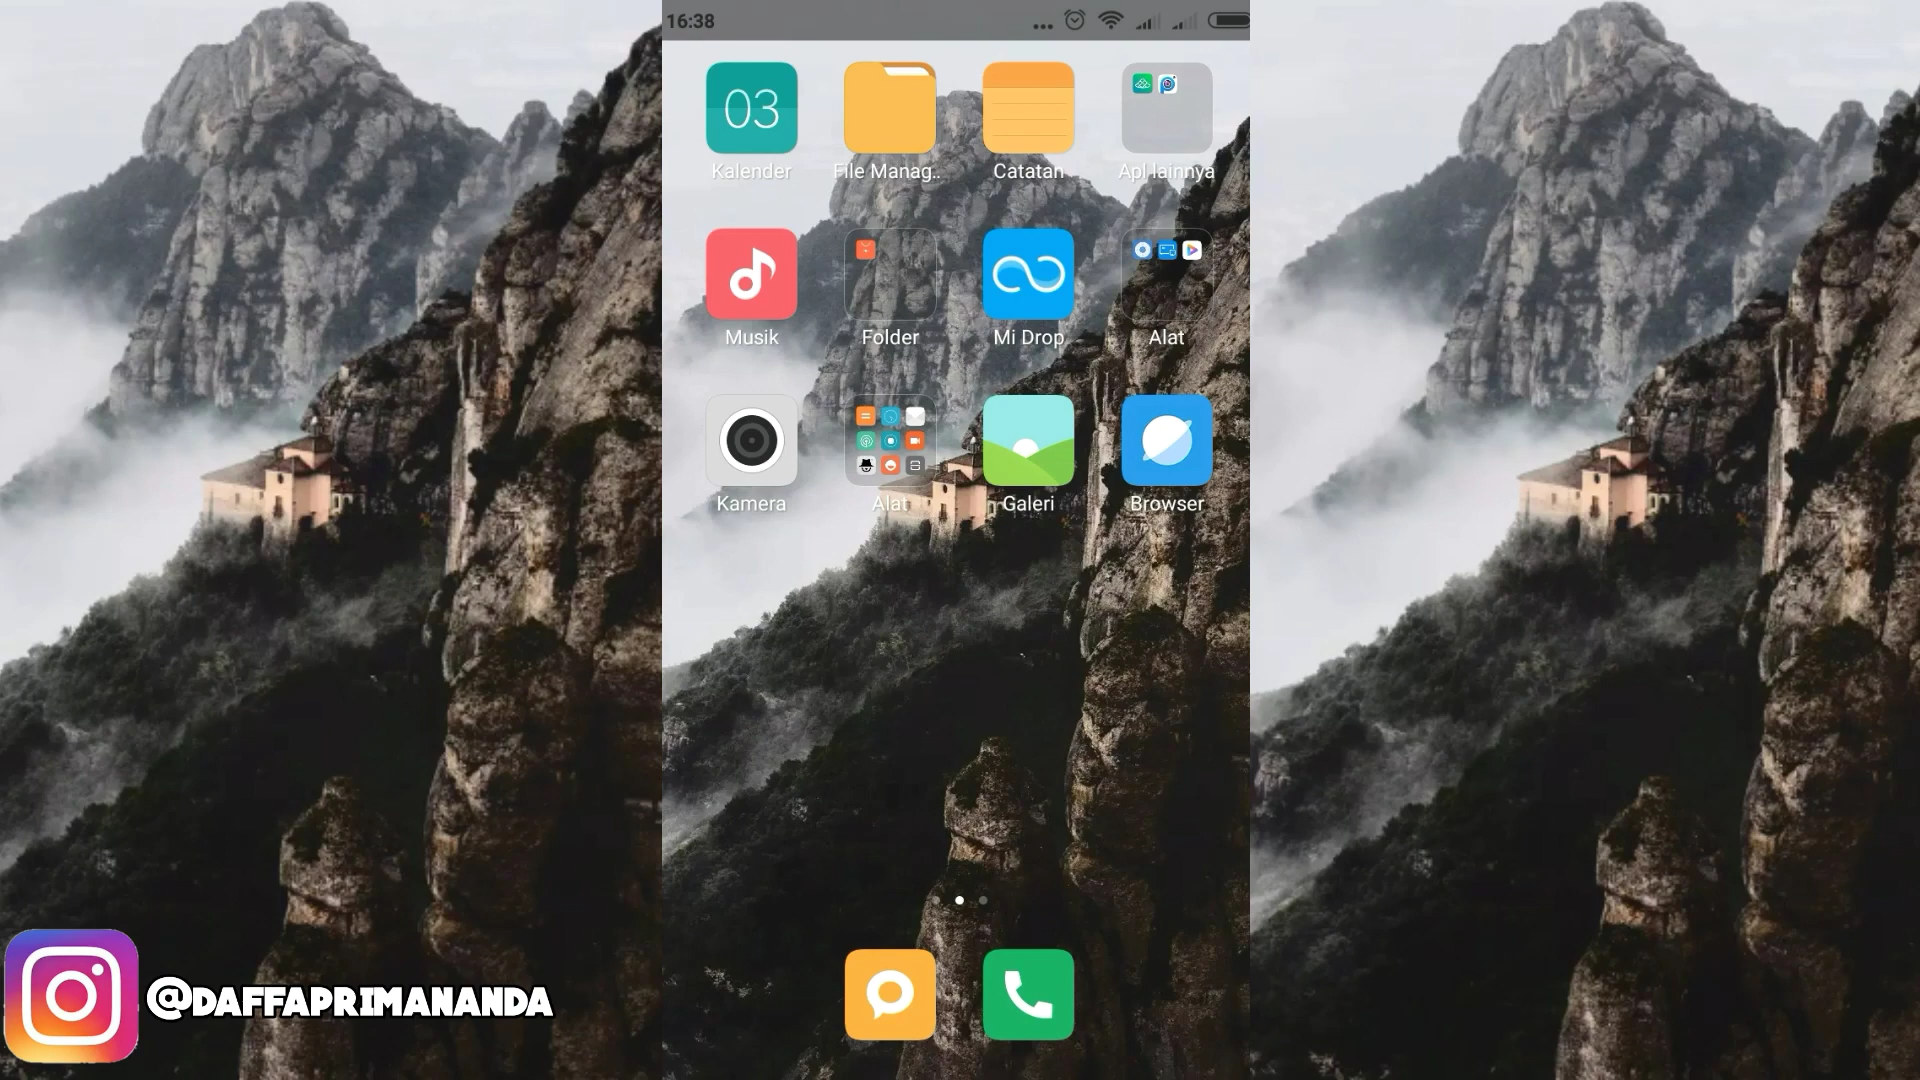 16:38
03
Kalender
File Manag..
Catatan
Apl lainnya
Musik
Folder
Mi Drop
Alat
Kamera
Alat
Galeri
Browser
@DAFFAPRIMANANDA